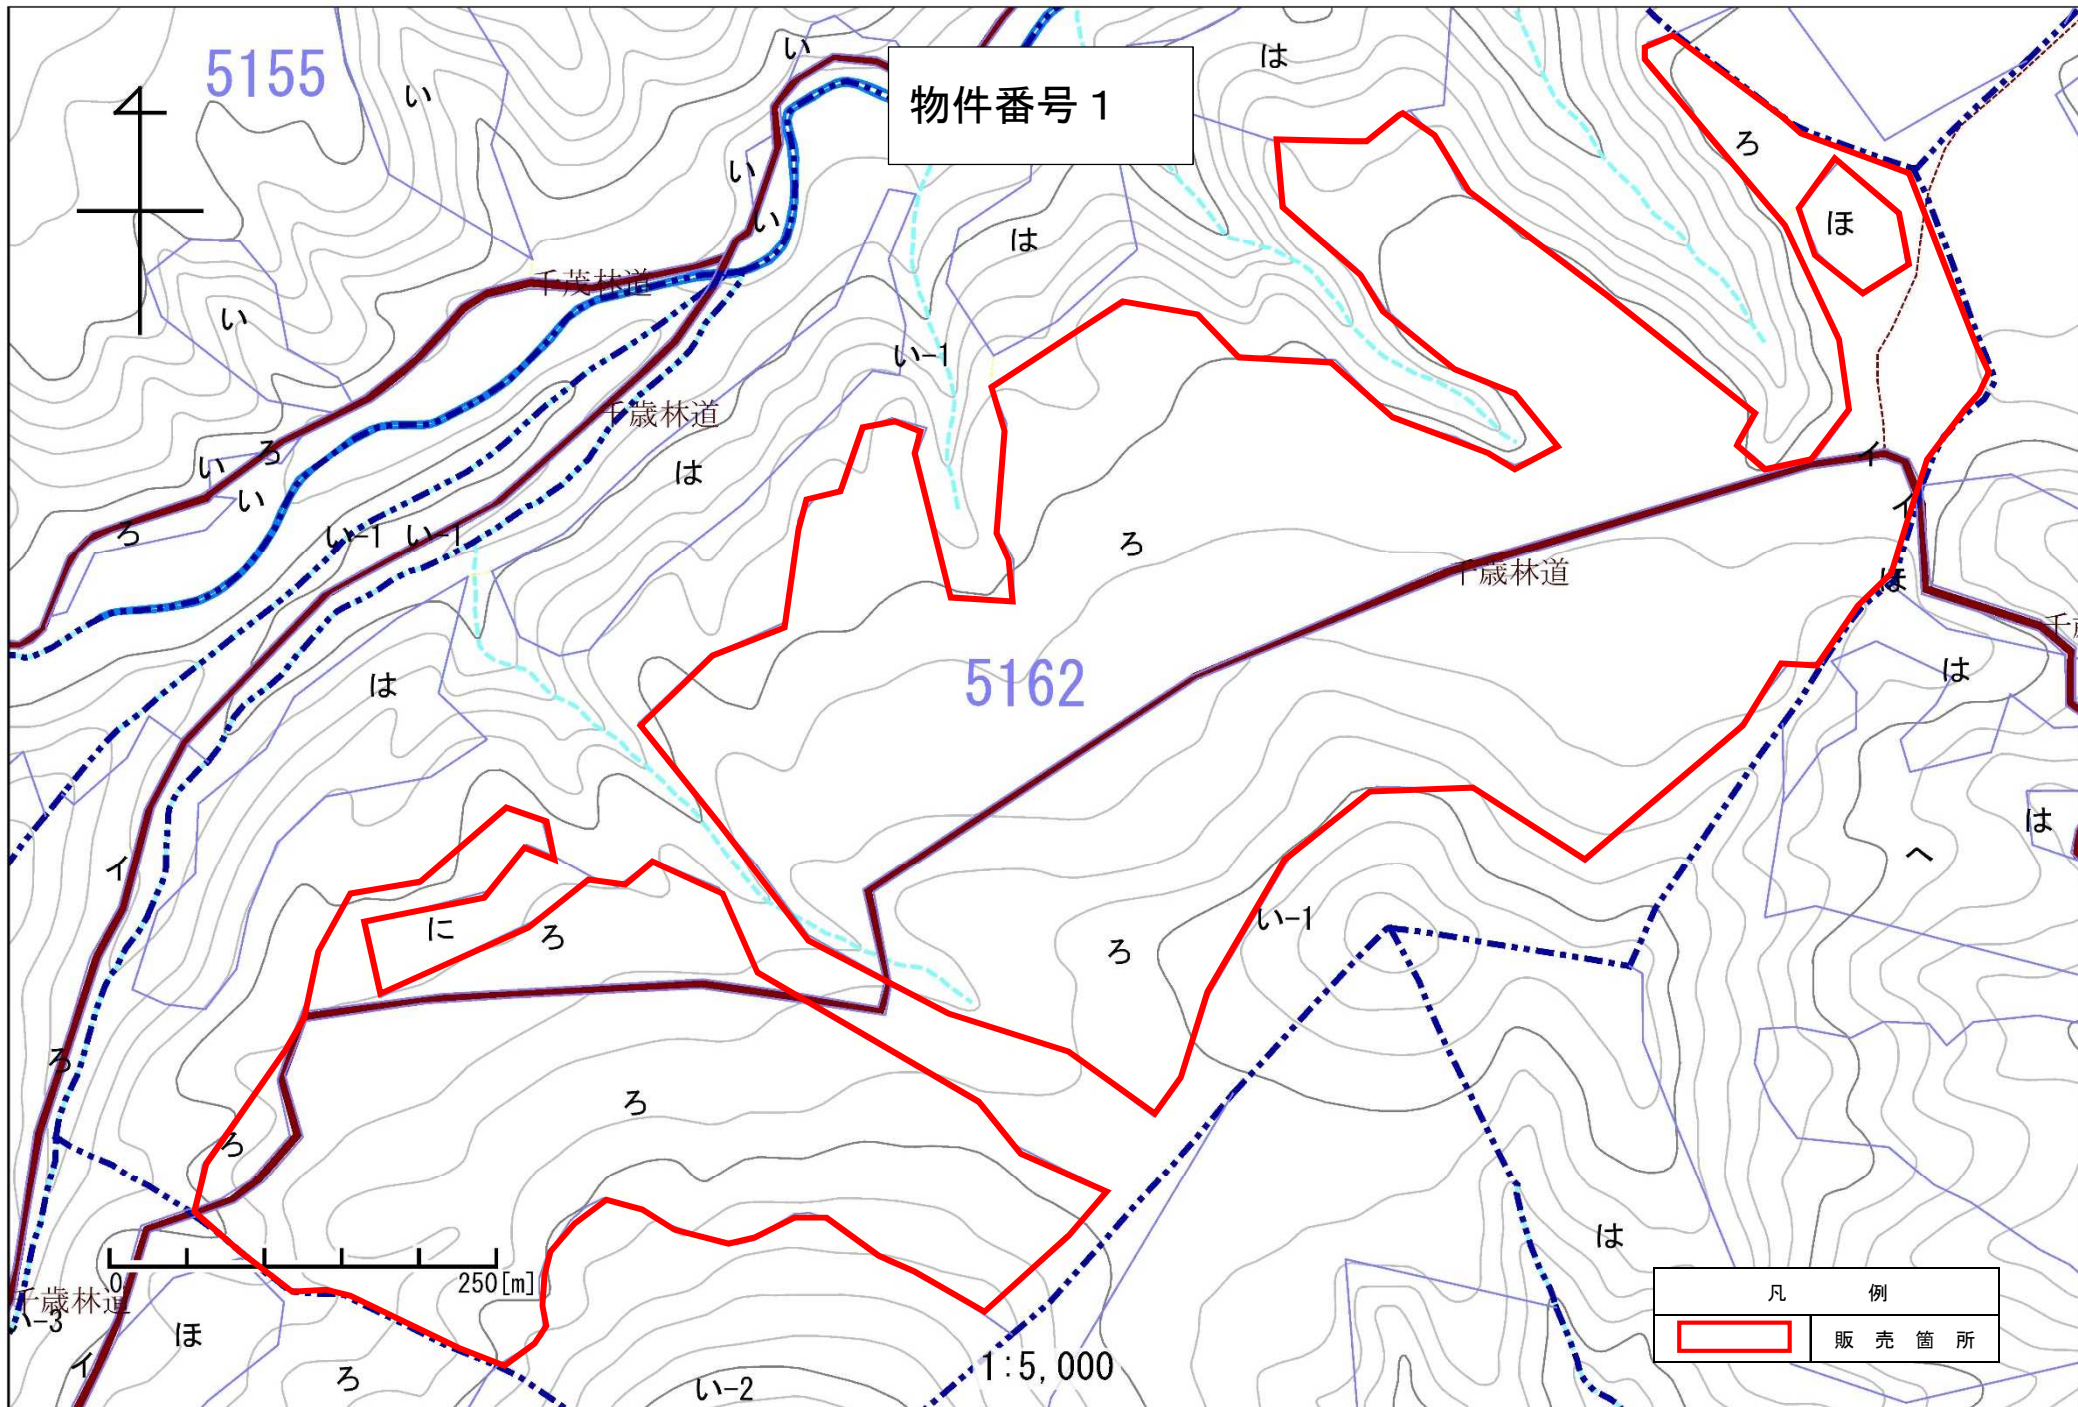 5155
い
い
物件番号１
は
ろ
い
い
は
ほ
千茂林道
い
い-1
千歳林道
ろ
い
い
は
イ
イ
ろ
い-1
い-1
ろ
千歳林道
ほ
千歳
は
5162
は
は
イ
へ
に
ろ
ろ
い-1
ろ
ろ
ろ
は
0
250[m]
千歳林道
い-3
ほ
イ
ろ
い-2
1:5,000
凡例
販売箇所